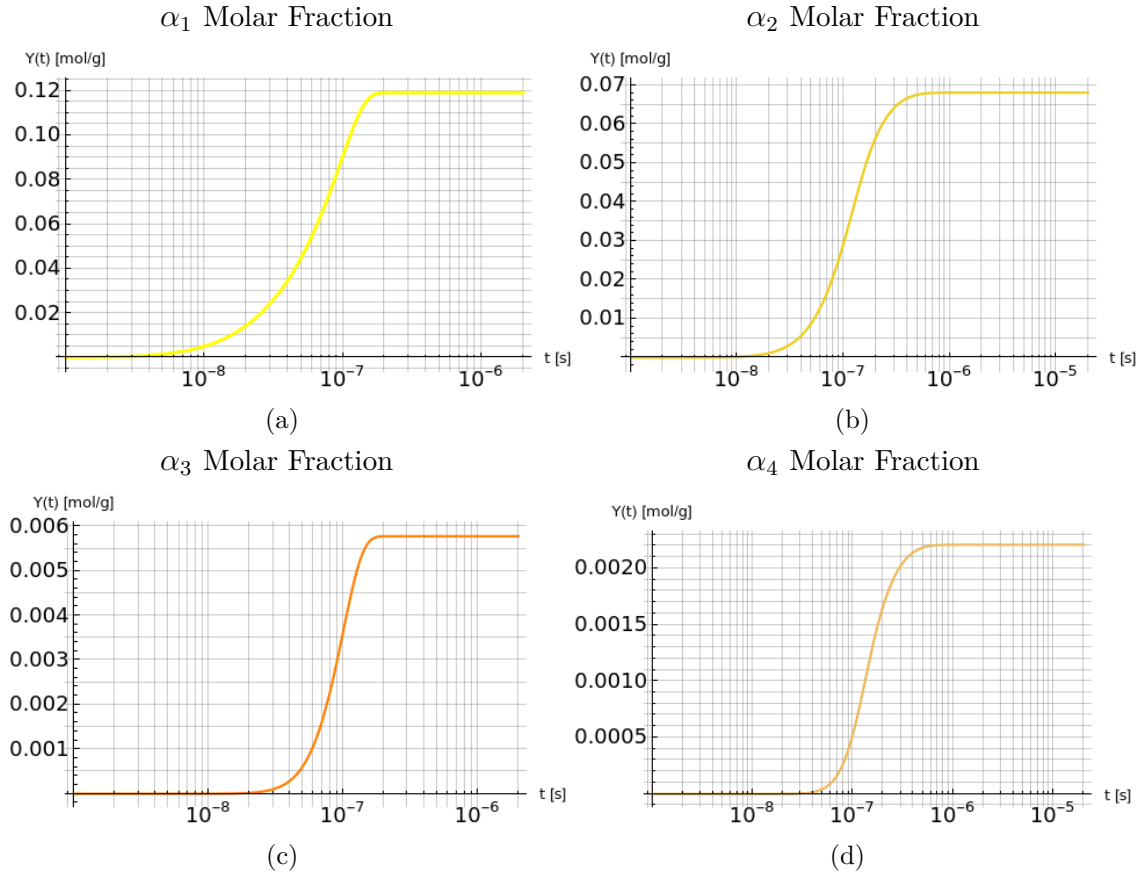 α₁ Molar Fraction
Y(t) [mol/g]
0.12
0.10
0.08
0.06
0.04
0.02
10⁻⁸ 10⁻⁷ 10⁻⁶ t [s]
(a)
α₂ Molar Fraction
Y(t) [mol/g]
0.07
0.06
0.05
0.04
0.03
0.02
0.01
10⁻⁸ 10⁻⁷ 10⁻⁶ 10⁻⁵ t [s]
(b)
α₃ Molar Fraction
Y(t) [mol/g]
0.006
0.005
0.004
0.003
0.002
0.001
10⁻⁸ 10⁻⁷ 10⁻⁶ t [s]
(c)
α₄ Molar Fraction
Y(t) [mol/g]
0.0020
0.0015
0.0010
0.0005
10⁻⁸ 10⁻⁷ 10⁻⁶ 10⁻⁵ t [s]
(d)